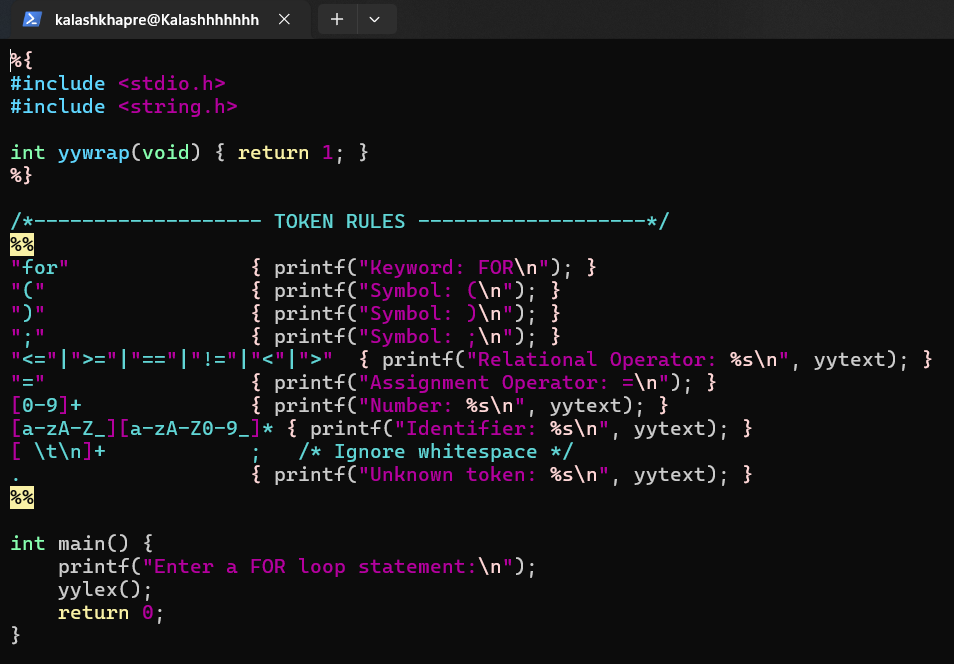 kalashkhapre@Kalashhhhhhh
%{
#include <stdio.h>
#include <string.h>

int yywrap(void) { return 1; }
%}

/*------------------- TOKEN RULES -------------------*/
%%
"for"               { printf("Keyword: FOR\n"); }
"("                 { printf("Symbol: (\n"); }
")"                 { printf("Symbol: )\n"); }
";"                 { printf("Symbol: ;\n"); }
"<="|">="|"=="|"!="|"<"|">"  { printf("Relational Operator: %s\n", yytext); }
"="                 { printf("Assignment Operator: =\n"); }
[0-9]+              { printf("Number: %s\n", yytext); }
[a-zA-Z_][a-zA-Z0-9_]* { printf("Identifier: %s\n", yytext); }
[ \t\n]+            ;   /* Ignore whitespace */
.                   { printf("Unknown token: %s\n", yytext); }
%%

int main() {
    printf("Enter a FOR loop statement:\n");
    yylex();
    return 0;
}